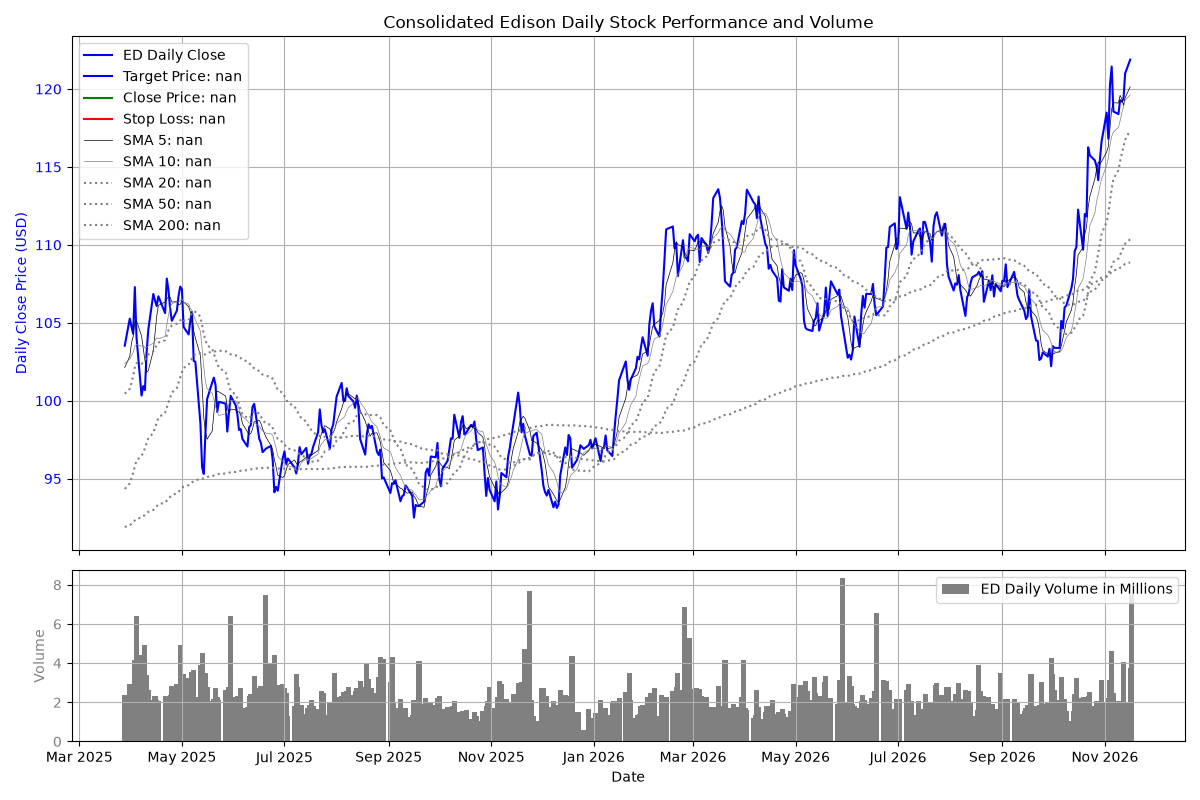 Consolidated Edison Daily Stock Performance and Volume
Daily Close Price (USD)
120
115
110
105
100
95
ED Daily Close
Target Price: nan
Close Price: nan
Stop Loss: nan
SMA 5: nan
SMA 10: nan
SMA 20: nan
SMA 50: nan
SMA 200: nan
Volume
8
6
4
2
0
ED Daily Volume in Millions
Mar 2025 May 2025 Jul 2025 Sep 2025 Nov 2025 Jan 2026 Mar 2026 May 2026 Jul 2026 Sep 2026 Nov 2026
Date